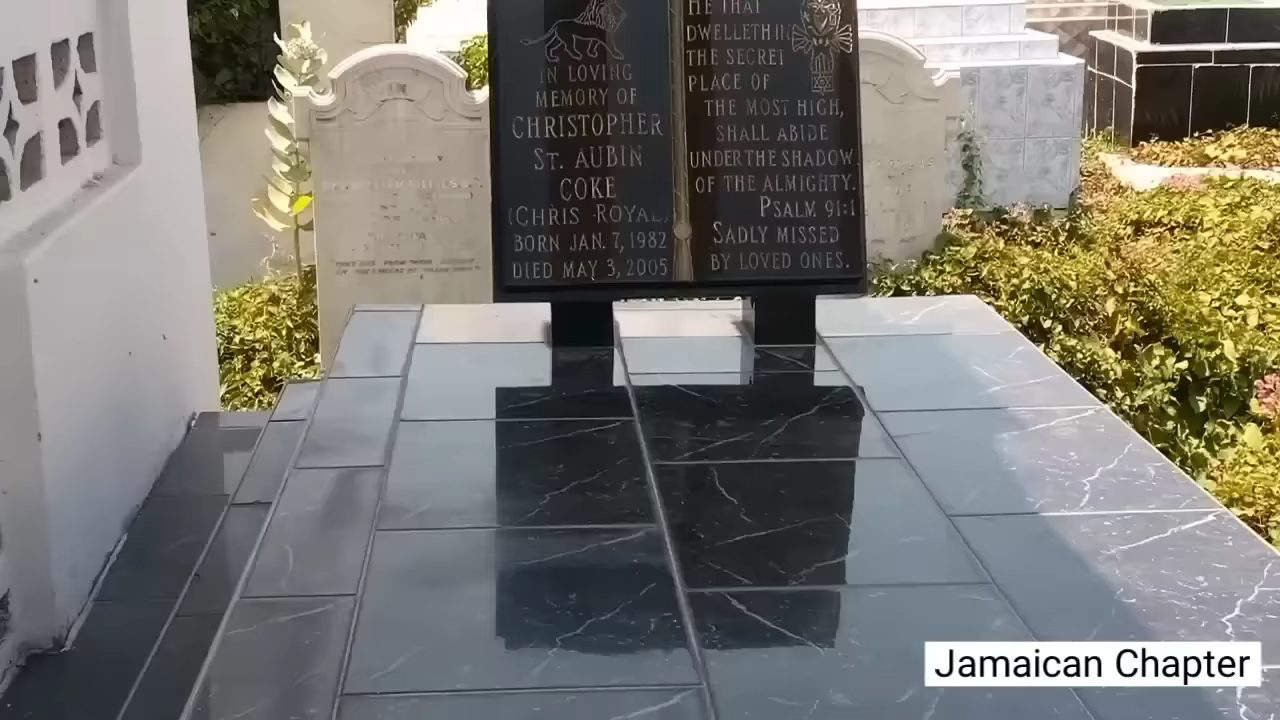 IN LOVING
MEMORY OF
CHRISTOPHER
ST. AUBIN
COKE
(CHRIS ROYAL)
BORN JAN. 7, 1982
DIED MAY 3, 2005
HE THAT
DWELLETH IN
THE SECRET
PLACE OF
THE MOST HIGH,
SHALL ABIDE
UNDER THE SHADOW
OF THE ALMIGHTY.
PSALM 91:1
SADLY MISSED
BY LOVED ONES.
Jamaican Chapter